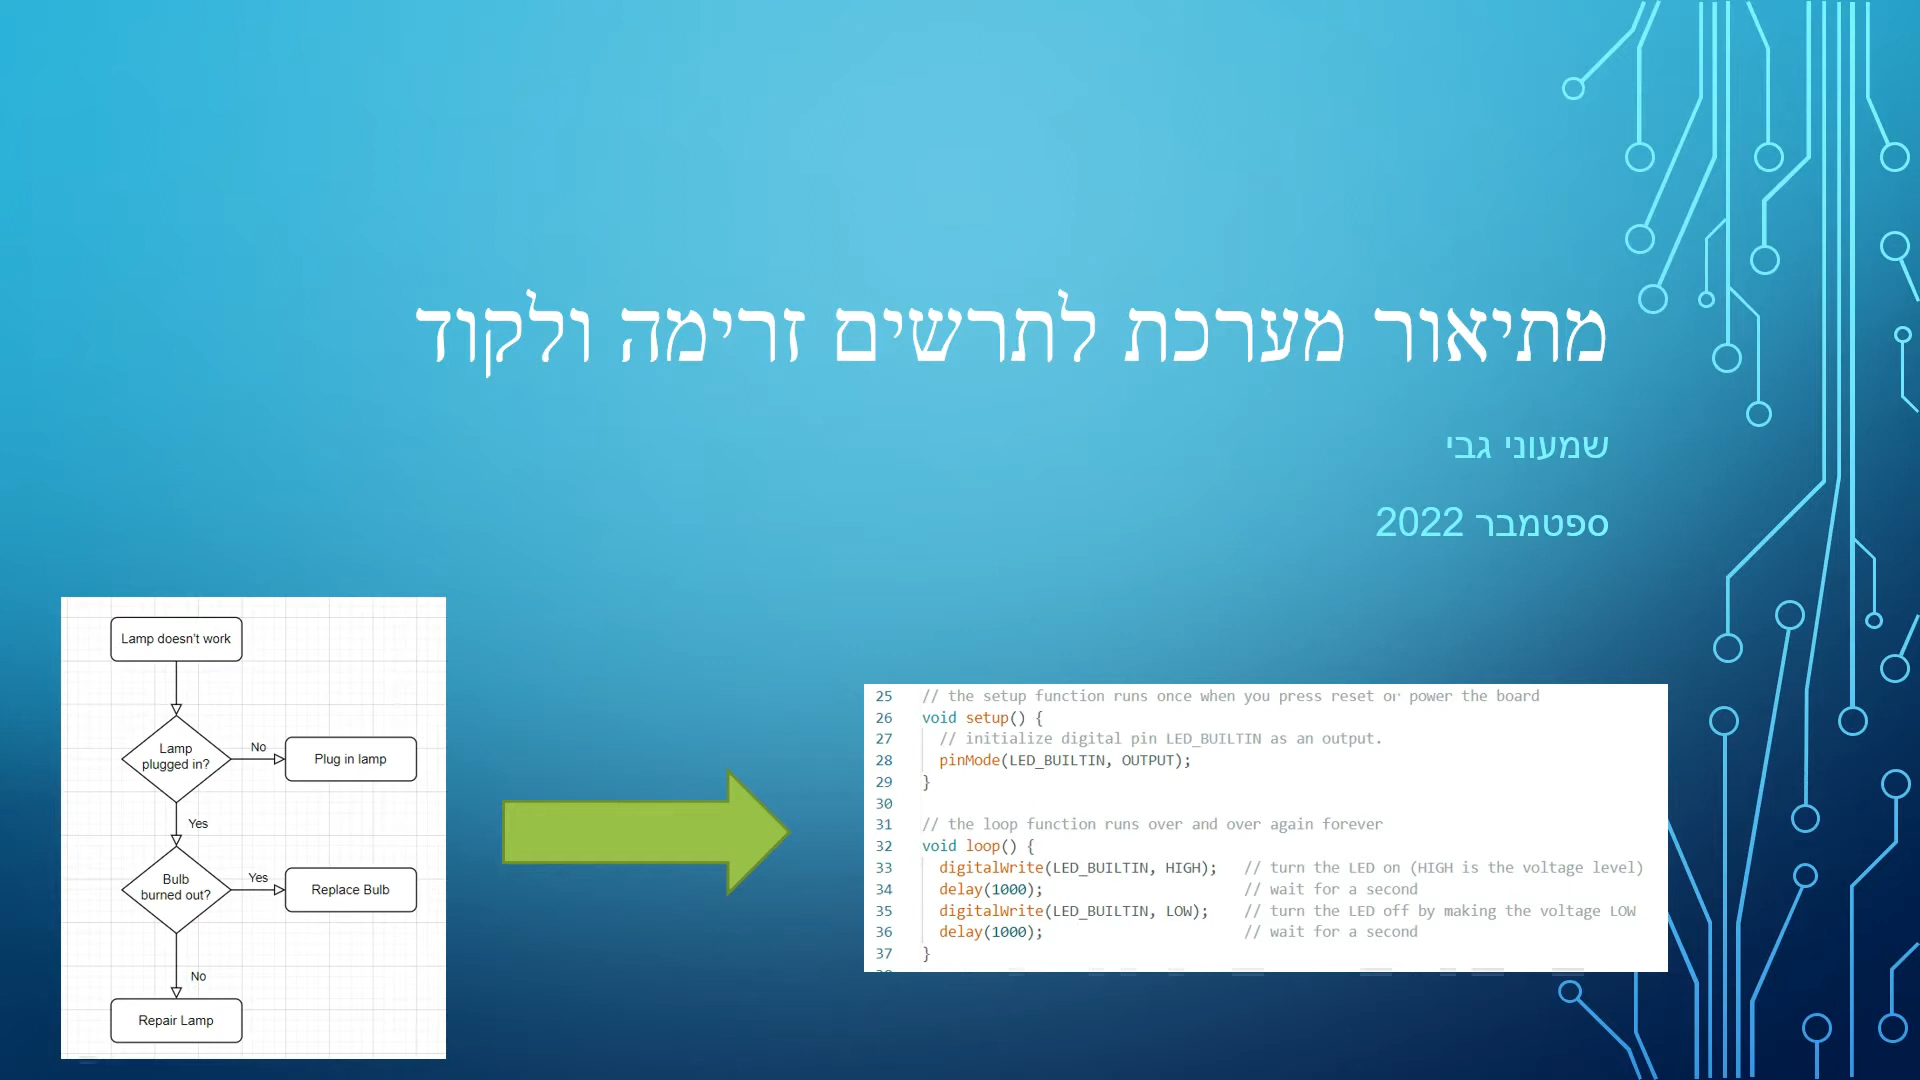 מתיאור מערכת לתרשים זרימה ולקוד
שמעוני גבי
ספטמבר 2022
Lamp doesn't work
Lamp
plugged in?
No
Plug in lamp
Yes
Bulb
burned out?
Yes
Replace Bulb
No
Repair Lamp
25 // the setup function runs once when you press reset or power the board
26 void setup() {
27 // initialize digital pin LED_BUILTIN as an output.
28 pinMode(LED_BUILTIN, OUTPUT);
29 }
30
31 // the loop function runs over and over again forever
32 void loop() {
33 digitalWrite(LED_BUILTIN, HIGH); // turn the LED on (HIGH is the voltage level)
34 delay(1000); // wait for a second
35 digitalWrite(LED_BUILTIN, LOW); // turn the LED off by making the voltage LOW
36 delay(1000); // wait for a second
37 }